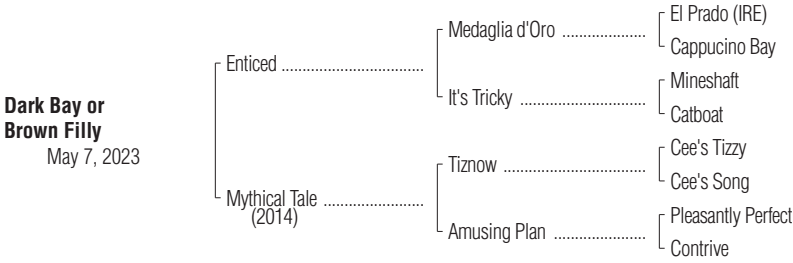 Dark Bay or
Brown Filly
May 7, 2023
Enticed ..................................
Mythical Tale ........................
(2014)
Medaglia d'Oro ....................
It's Tricky ..............................
Tiznow ..................................
Amusing Plan ......................
El Prado (IRE)
Cappucino Bay
Mineshaft
Catboat
Cee's Tizzy
Cee's Song
Pleasantly Perfect
Contrive